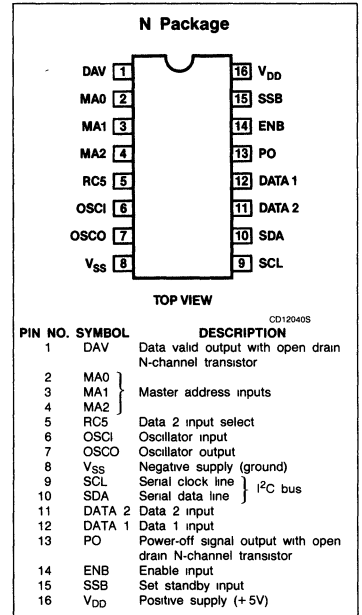 N Package
DAV 1 16 VDD
MA0 2 15 SSB
MA1 3 14 ENB
MA2 4 13 PO
RC5 5 12 DATA 1
OSCI 6 11 DATA 2
OSCO 7 10 SDA
VSS 8 9 SCL
TOP VIEW
CD12040S
PIN NO. SYMBOL DESCRIPTION
1 DAV Data valid output with open drain
N-channel transistor
2 MA0
3 MA1 Master address inputs
4 MA2
5 RC5 Data 2 input select
6 OSCI Oscillator input
7 OSCO Oscillator output
8 VSS Negative supply (ground)
9 SCL Serial clock line
10 SDA Serial data line } I²C bus
11 DATA 2 Data 2 input
12 DATA 1 Data 1 input
13 PO Power-off signal output with open
drain N-channel transistor
14 ENB Enable input
15 SSB Set standby input
16 VDD Positive supply (+5V)